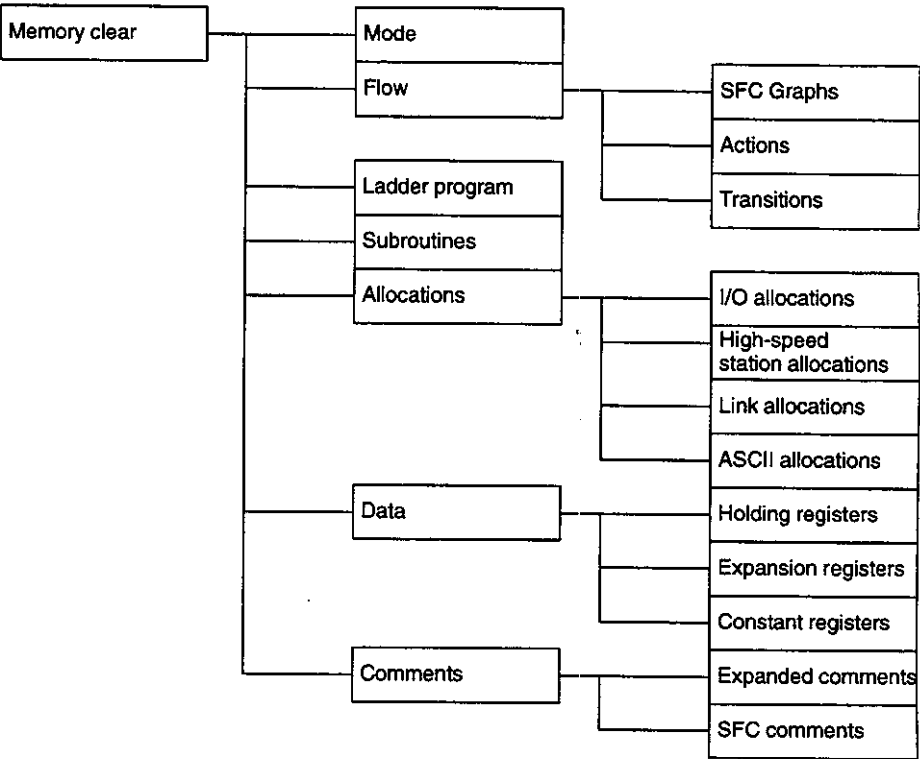 Memory clear
Mode
Flow
SFC Graphs
Actions
Transitions
Ladder program
Subroutines
Allocations
I/O allocations
High-speed
station allocations
Link allocations
ASCII allocations
Data
Holding registers
Expansion registers
Constant registers
Comments
Expanded comments
SFC comments